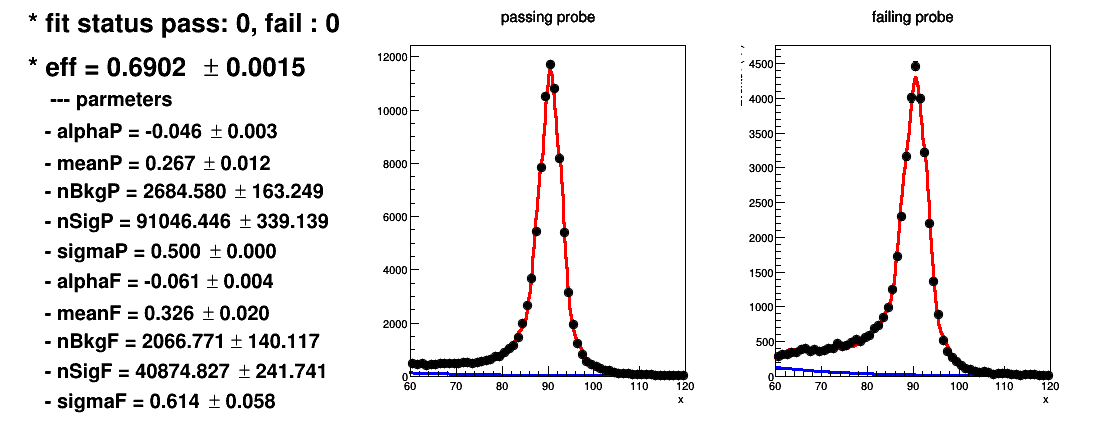 * fit status pass: 0, fail : 0
* eff = 0.6902 ± 0.0015
--- parmeters
- alphaP = -0.046 ± 0.003
- meanP = 0.267 ± 0.012
- nBkgP = 2684.580 ± 163.249
- nSigP = 91046.446 ± 339.139
- sigmaP = 0.500 ± 0.000
- alphaF = -0.061 ± 0.004
- meanF = 0.326 ± 0.020
- nBkgF = 2066.771 ± 140.117
- nSigF = 40874.827 ± 241.741
- sigmaF = 0.614 ± 0.058
passing probe
12000
10000
8000
6000
4000
2000
0
60 70 80 90 100 110 120
x
failing probe
4500
4000
3500
3000
2500
2000
1500
1000
500
0
60 70 80 90 100 110 120
x